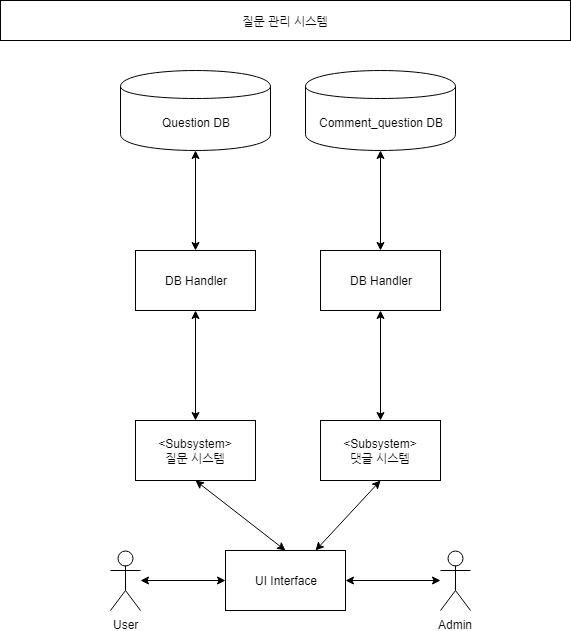 질문 관리 시스템
Question DB
Comment_question DB
DB Handler
DB Handler
<Subsystem>
질문 시스템
<Subsystem>
댓글 시스템
UI Interface
User
Admin